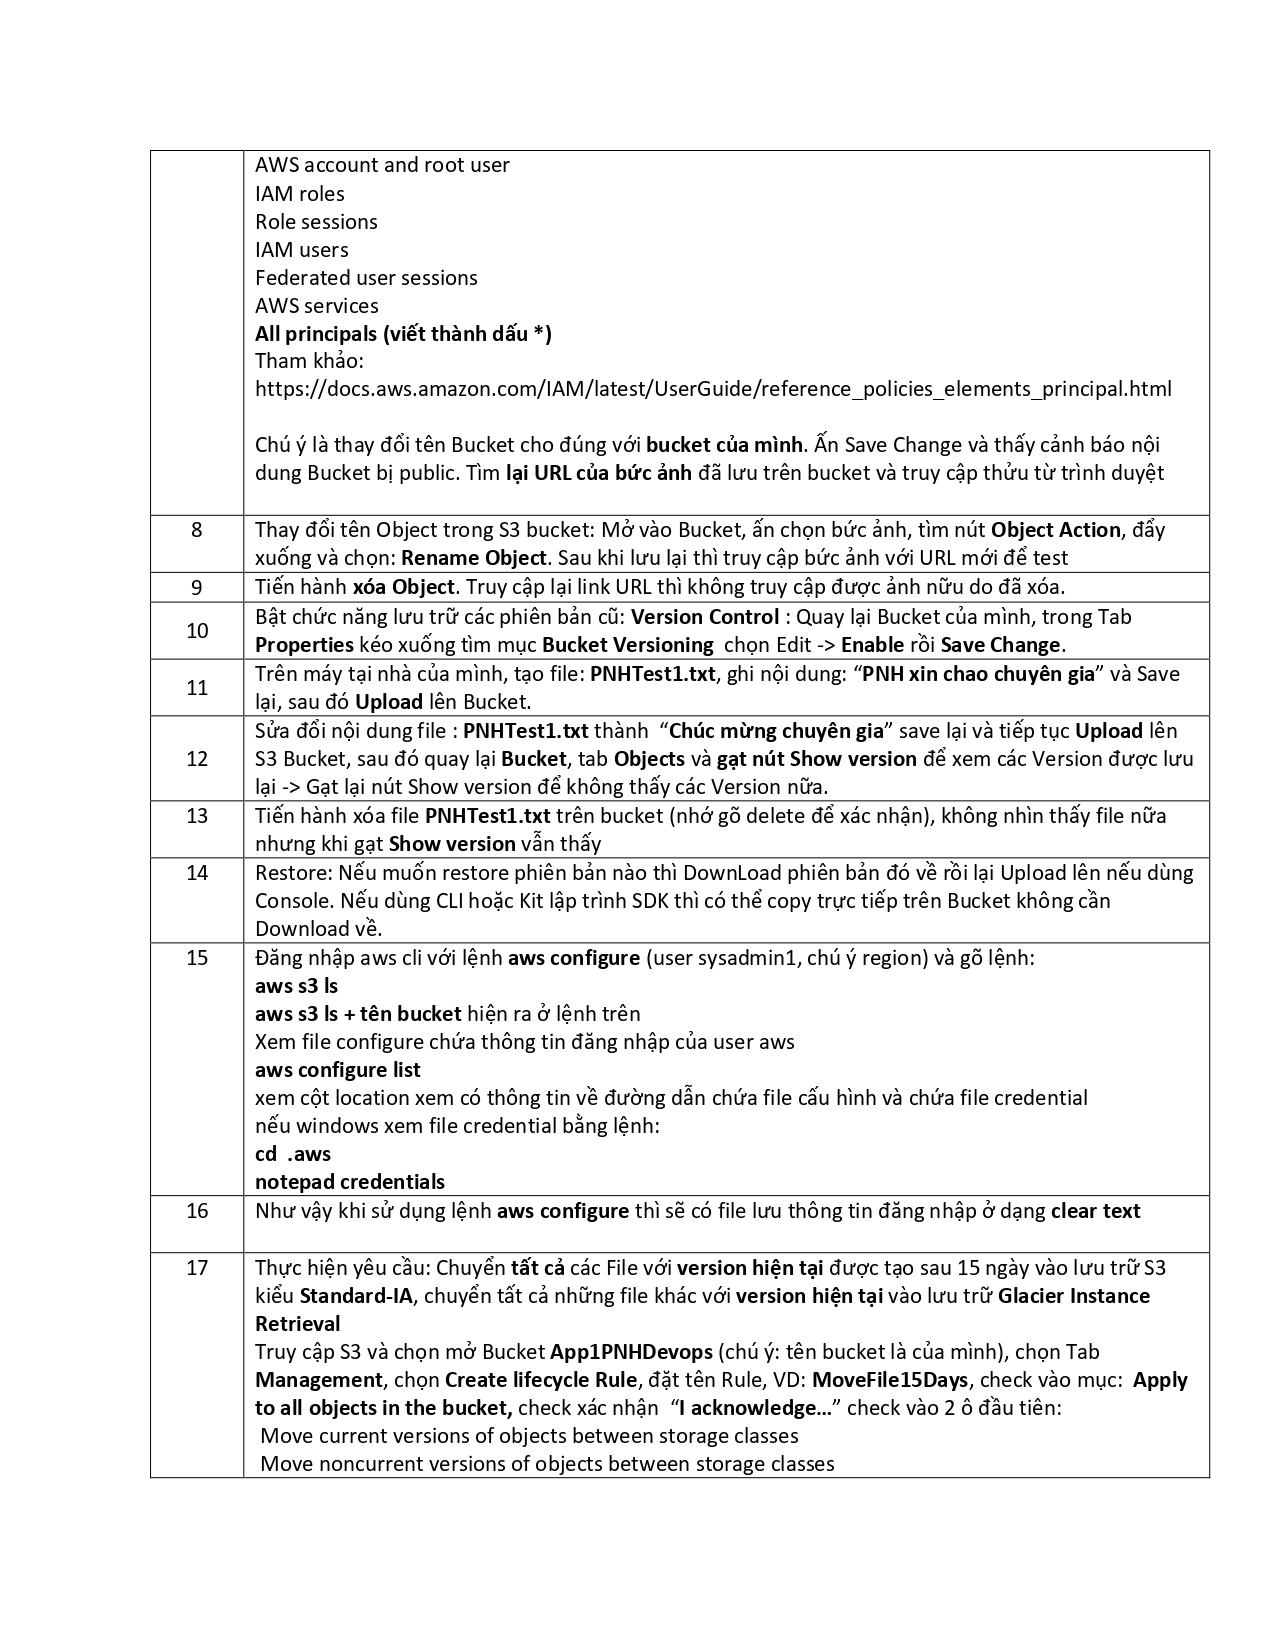 AWS account and root user
IAM roles
Role sessions
IAM users
Federated user sessions
AWS services
All principals (viết thành dấu *)
Tham khảo:
https://docs.aws.amazon.com/IAM/latest/UserGuide/reference_policies_elements_principal.html
Chú ý là thay đổi tên Bucket cho đúng với bucket của mình. Ấn Save Change và thấy cảnh báo nội
dung Bucket bị public. Tìm lại URL của bức ảnh đã lưu trên bucket và truy cập thửu từ trình duyệt
8 Thay đổi tên Object trong S3 bucket: Mở vào Bucket, ấn chọn bức ảnh, tìm nút Object Action, đẩy
xuống và chọn: Rename Object. Sau khi lưu lại thì truy cập bức ảnh với URL mới để test
9 Tiến hành xóa Object. Truy cập lại link URL thì không truy cập được ảnh nữu do đã xóa.
10 Bật chức năng lưu trữ các phiên bản cũ: Version Control : Quay lại Bucket của mình, trong Tab
Properties kéo xuống tìm mục Bucket Versioning  chọn Edit -> Enable rồi Save Change.
11 Trên máy tại nhà của mình, tạo file: PNHTest1.txt, ghi nội dung: “PNH xin chao chuyên gia” và Save
lại, sau đó Upload lên Bucket.
12 Sửa đổi nội dung file : PNHTest1.txt thành  “Chúc mừng chuyên gia” save lại và tiếp tục Upload lên
S3 Bucket, sau đó quay lại Bucket, tab Objects và gạt nút Show version để xem các Version được lưu
lại -> Gạt lại nút Show version để không thấy các Version nữa.
13 Tiến hành xóa file PNHTest1.txt trên bucket (nhớ gõ delete để xác nhận), không nhìn thấy file nữa
nhưng khi gạt Show version vẫn thấy
14 Restore: Nếu muốn restore phiên bản nào thì DownLoad phiên bản đó về rồi lại Upload lên nếu dùng
Console. Nếu dùng CLI hoặc Kit lập trình SDK thì có thể copy trực tiếp trên Bucket không cần
Download về.
15 Đăng nhập aws cli với lệnh aws configure (user sysadmin1, chú ý region) và gõ lệnh:
aws s3 ls
aws s3 ls + tên bucket hiện ra ở lệnh trên
Xem file configure chứa thông tin đăng nhập của user aws
aws configure list
xem cột location xem có thông tin về đường dẫn chứa file cấu hình và chứa file credential
nếu windows xem file credential bằng lệnh:
cd  .aws
notepad credentials
16 Như vậy khi sử dụng lệnh aws configure thì sẽ có file lưu thông tin đăng nhập ở dạng clear text
17 Thực hiện yêu cầu: Chuyển tất cả các File với version hiện tại được tạo sau 15 ngày vào lưu trữ S3
kiểu Standard-IA, chuyển tất cả những file khác với version hiện tại vào lưu trữ Glacier Instance
Retrieval
Truy cập S3 và chọn mở Bucket App1PNHDevops (chú ý: tên bucket là của mình), chọn Tab
Management, chọn Create lifecycle Rule, đặt tên Rule, VD: MoveFile15Days, check vào mục:  Apply
to all objects in the bucket, check xác nhận  “I acknowledge…” check vào 2 ô đầu tiên:
Move current versions of objects between storage classes
Move noncurrent versions of objects between storage classes